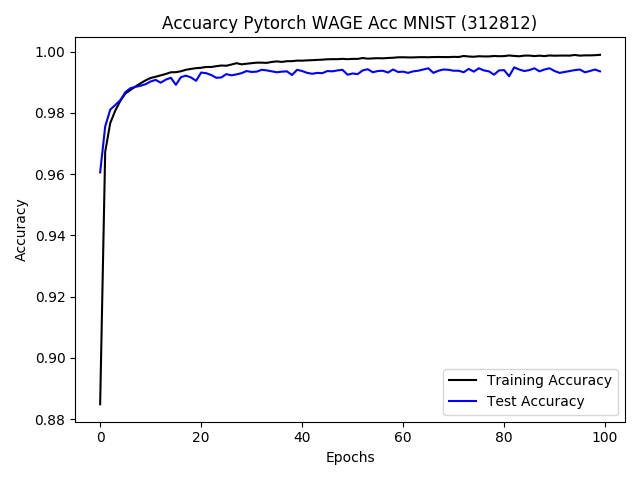 Accuarcy Pytorch WAGE Acc MNIST (312812)
1.00
0.98
0.96
0.94
0.92
0.90
0.88
Accuracy
0
20
40
60
80
100
Epochs
Training Accuracy
Test Accuracy